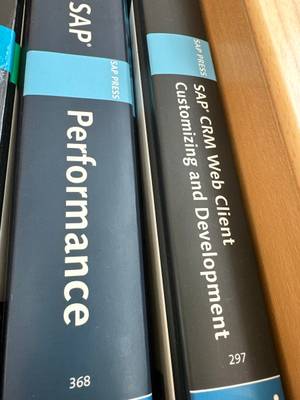 SAP®
SAP PRESS
Performance
368
SAP PRESS
SAP® CRM Web Client
Customizing and Development
297